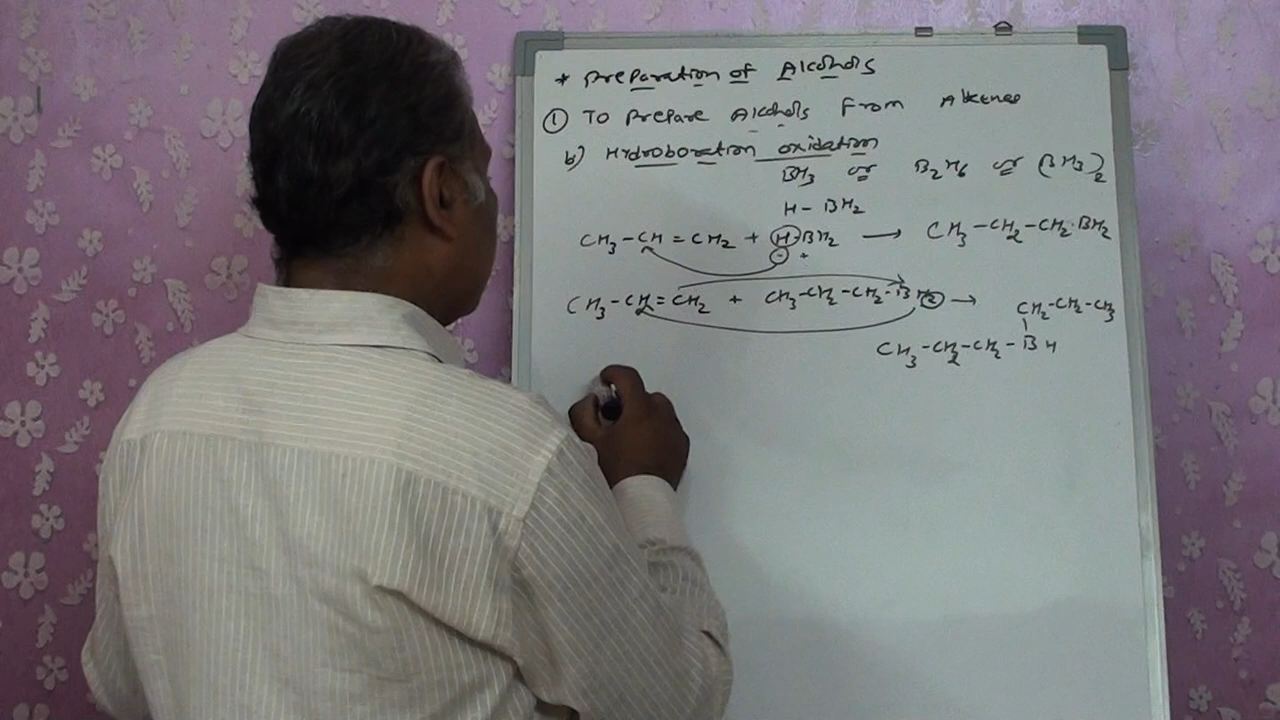 * Preparation of Alcohols
① To Prepare Alcohols From Alkenes
b) Hydroboration oxidation
BH3 or B2H6 or (BH3)2
H - BH2
CH3-CH=CH2 + H-BH2 → CH3-CH2-CH2-BH2
- +
CH3-CH=CH2 + CH3-CH2-CH2-BH2 → CH2-CH2-CH3
CH3-CH2-CH2-BH